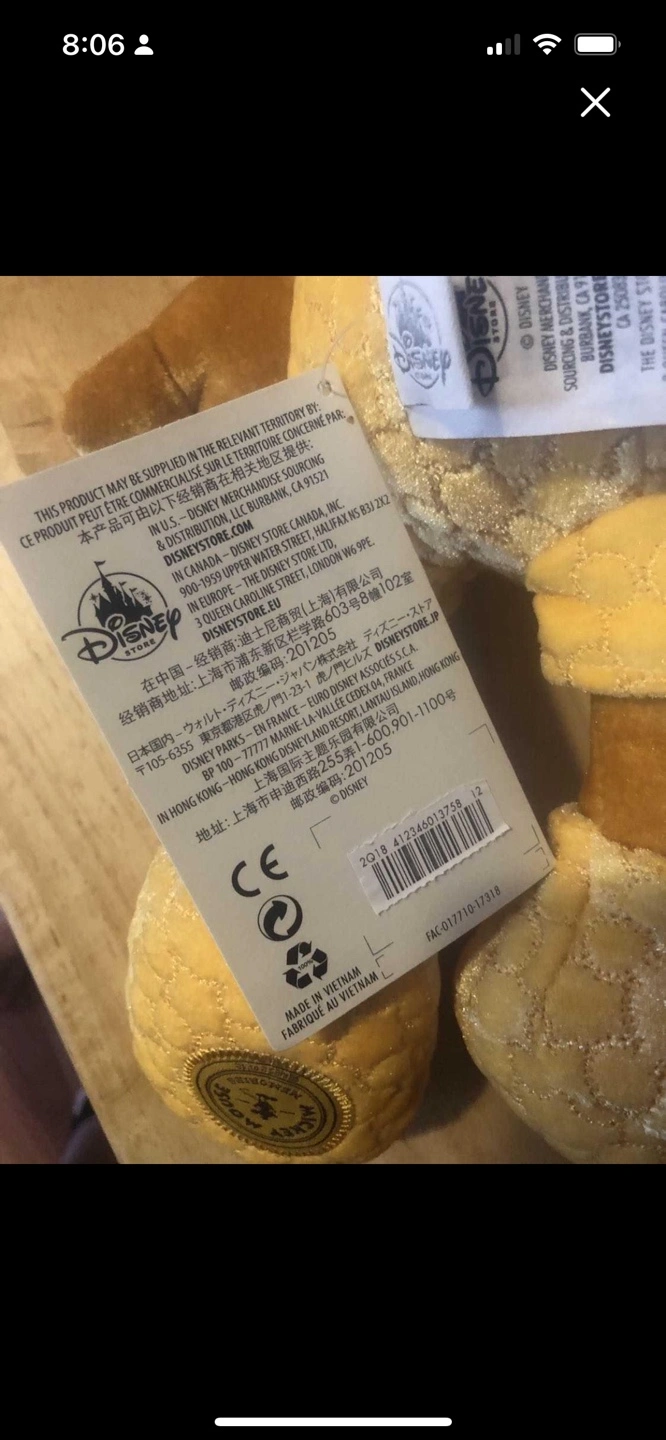 8:06
THIS PRODUCT MAY BE SUPPLIED IN THE RELEVANT TERRITORY BY:
CE PRODUIT PEUT ÊTRE COMMERCIALISÉ SUR LE TERRITOIRE CONCERNÉ PAR:
本产品可由以下经销商在相关地区提供:
IN U.S. – DISNEY MERCHANDISE SOURCING
& DISTRIBUTION, LLC BURBANK, CA 91521
DISNEYSTORE.COM
IN CANADA – DISNEY STORE CANADA, INC.
900-1959 UPPER WATER STREET, HALIFAX NS B3J 2X2
IN EUROPE – THE DISNEY STORE LTD,
3 QUEEN CAROLINE STREET, LONDON W6 9PE.
DISNEYSTORE.EU
DISNEY
STORE
在中国 – 经销商:迪士尼商贸(上海)有限公司
经销商地址:上海市浦东新区栏学路603号8幢102室
邮政编码:201205
日本国内 – ウォルト・ディズニー・ジャパン株式会社 ディズニー・ストア
〒105-6355 東京都港区虎ノ門1-23-1 虎ノ門ヒルズ DISNEYSTORE.JP
DISNEY PARKS – EN FRANCE – EURO DISNEY ASSOCIÉS S.C.A.
BP 100 – 77777 MARNE-LA-VALLÉE CEDEX 04, FRANCE
IN HONG KONG – HONG KONG DISNEYLAND RESORT, LANTAU ISLAND, HONG KONG
上海国际主题乐园有限公司
地址:上海市申迪西路255弄1-600,901-1100号
邮政编码:201205
© DISNEY
2Q18 412346013758 12
CE
100%
FAC-017710-17318
MADE IN VIETNAM
FABRIQUÉ AU VIETNAM
DISNEY
DISNEY
STORE
© DISNEY
DISNEY MERCHAN
SOURCING & DISTRIBU
BURBANK, CA 91
DISNEYSTORE
THE DISNEY ST
MICKEY MOUSE
MEMORIES